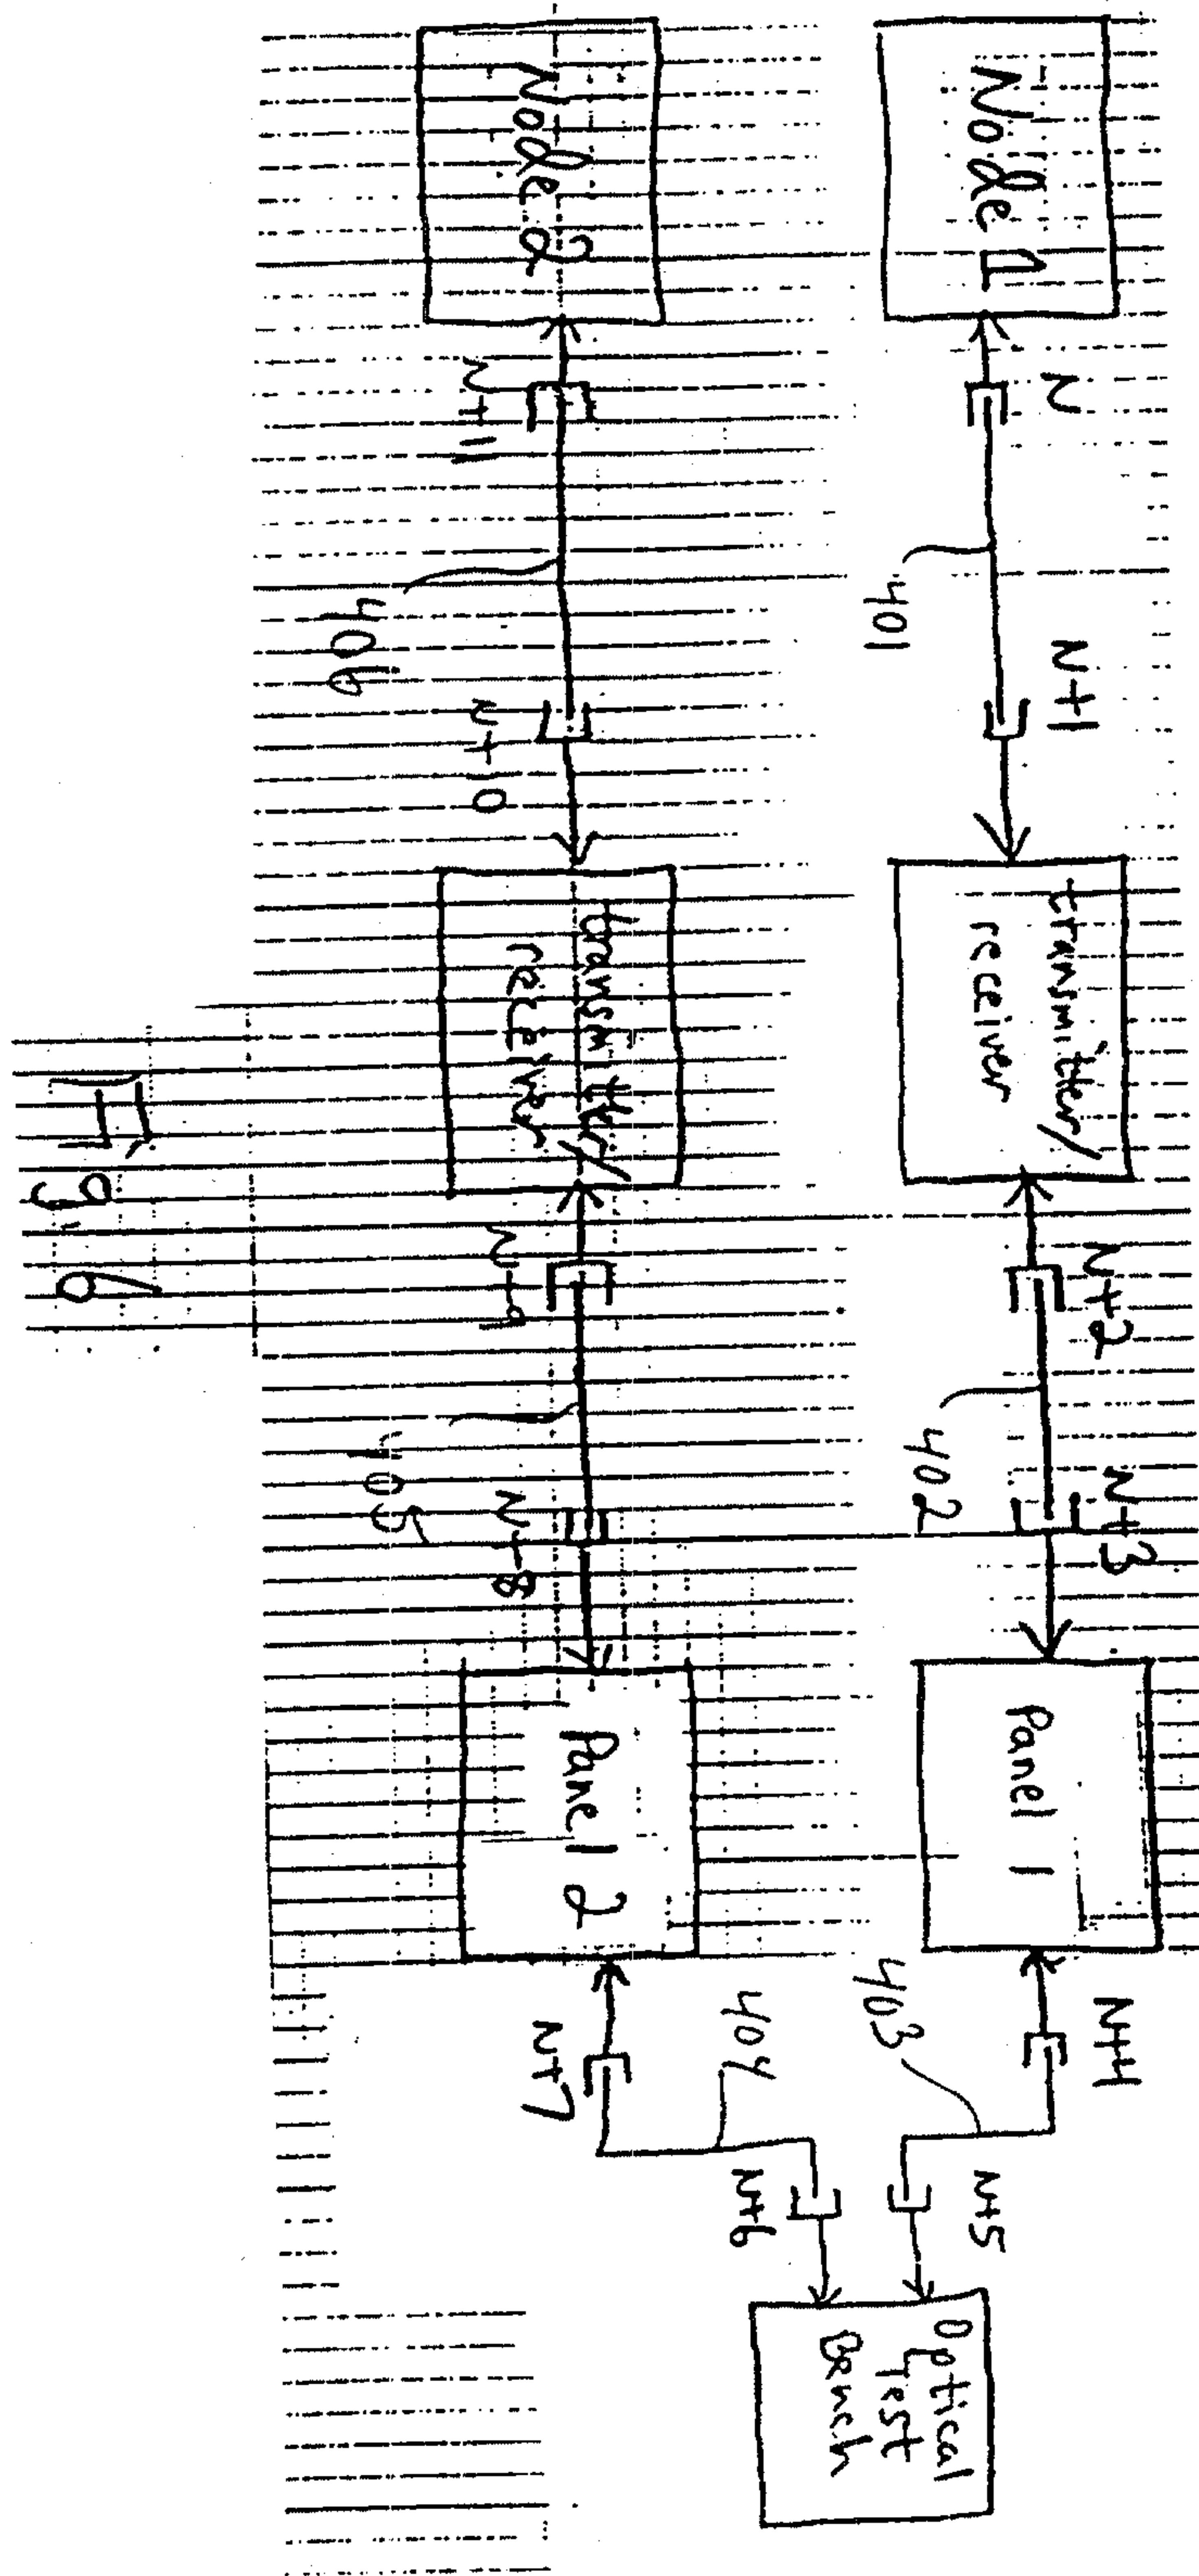 Node 1
N
401
N+1
transmitter/
receiver
N+2
402
N+3
Panel 1
N+4
403
N+5
Optical
Test
Bench
N+6
404
N+7
Panel 2
N+8
405
N+9
transmitter/
receiver
N+10
406
N+11
Node 2
Fig. 6